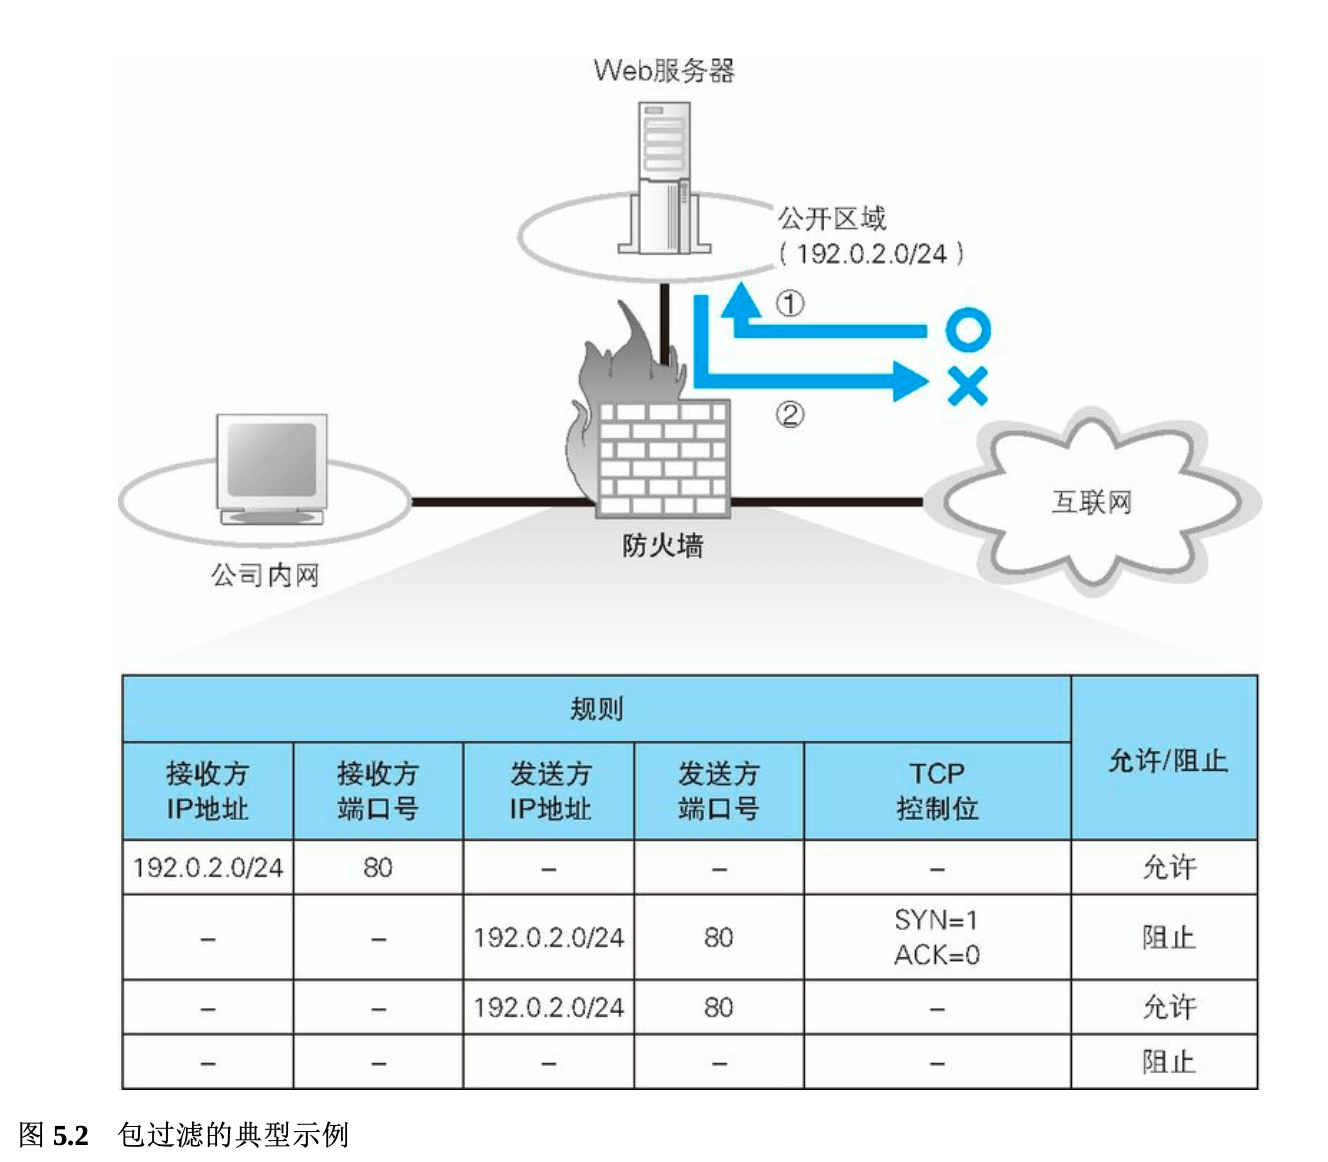 Web服务器
公开区域
(192.0.2.0/24)
①
②
互联网
防火墙
公司内网
规则
允许/阻止
接收方
IP地址
接收方
端口号
发送方
IP地址
发送方
端口号
TCP
控制位
192.0.2.0/24 80 – – – 允许
– – 192.0.2.0/24 80 SYN=1
ACK=0 阻止
– – 192.0.2.0/24 80 – 允许
– – – – – 阻止
图 5.2 包过滤的典型示例